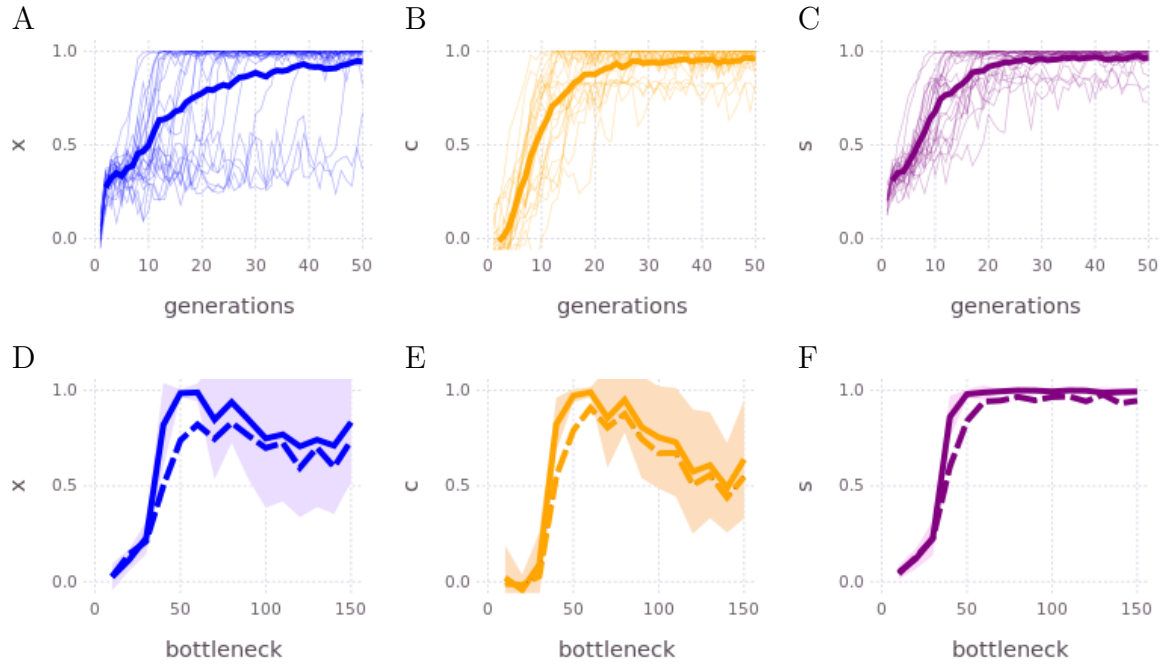 A B C
1.0 1.0 1.0
x 0.5 c 0.5 s 0.5
0.0 0.0 0.0
0 10 20 30 40 50 0 10 20 30 40 50 0 10 20 30 40 50
generations generations generations
D E F
1.0 1.0 1.0
x 0.5 c 0.5 s 0.5
0.0 0.0 0.0
0 50 100 150 0 50 100 150 0 50 100 150
bottleneck bottleneck bottleneck